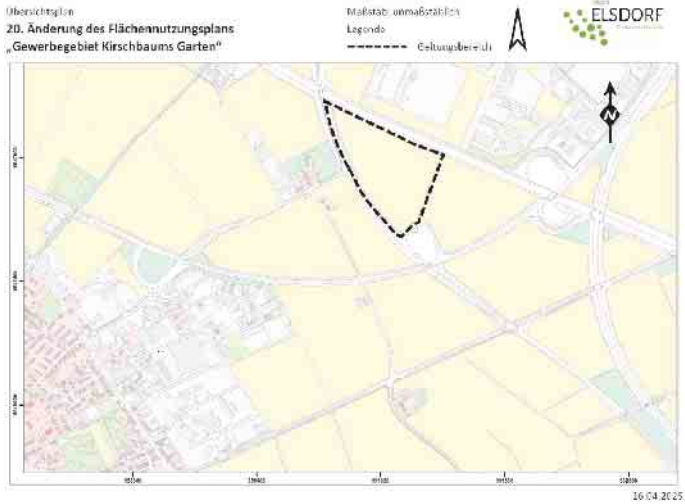 Übersichtsplan
20. Änderung des Flächennutzungsplans
„Gewerbegebiet Kirschbaums Garten“
Maßstab: unmaßstäblich
Legende
Geltungsbereich
ELSDORF
N
16.04.2025